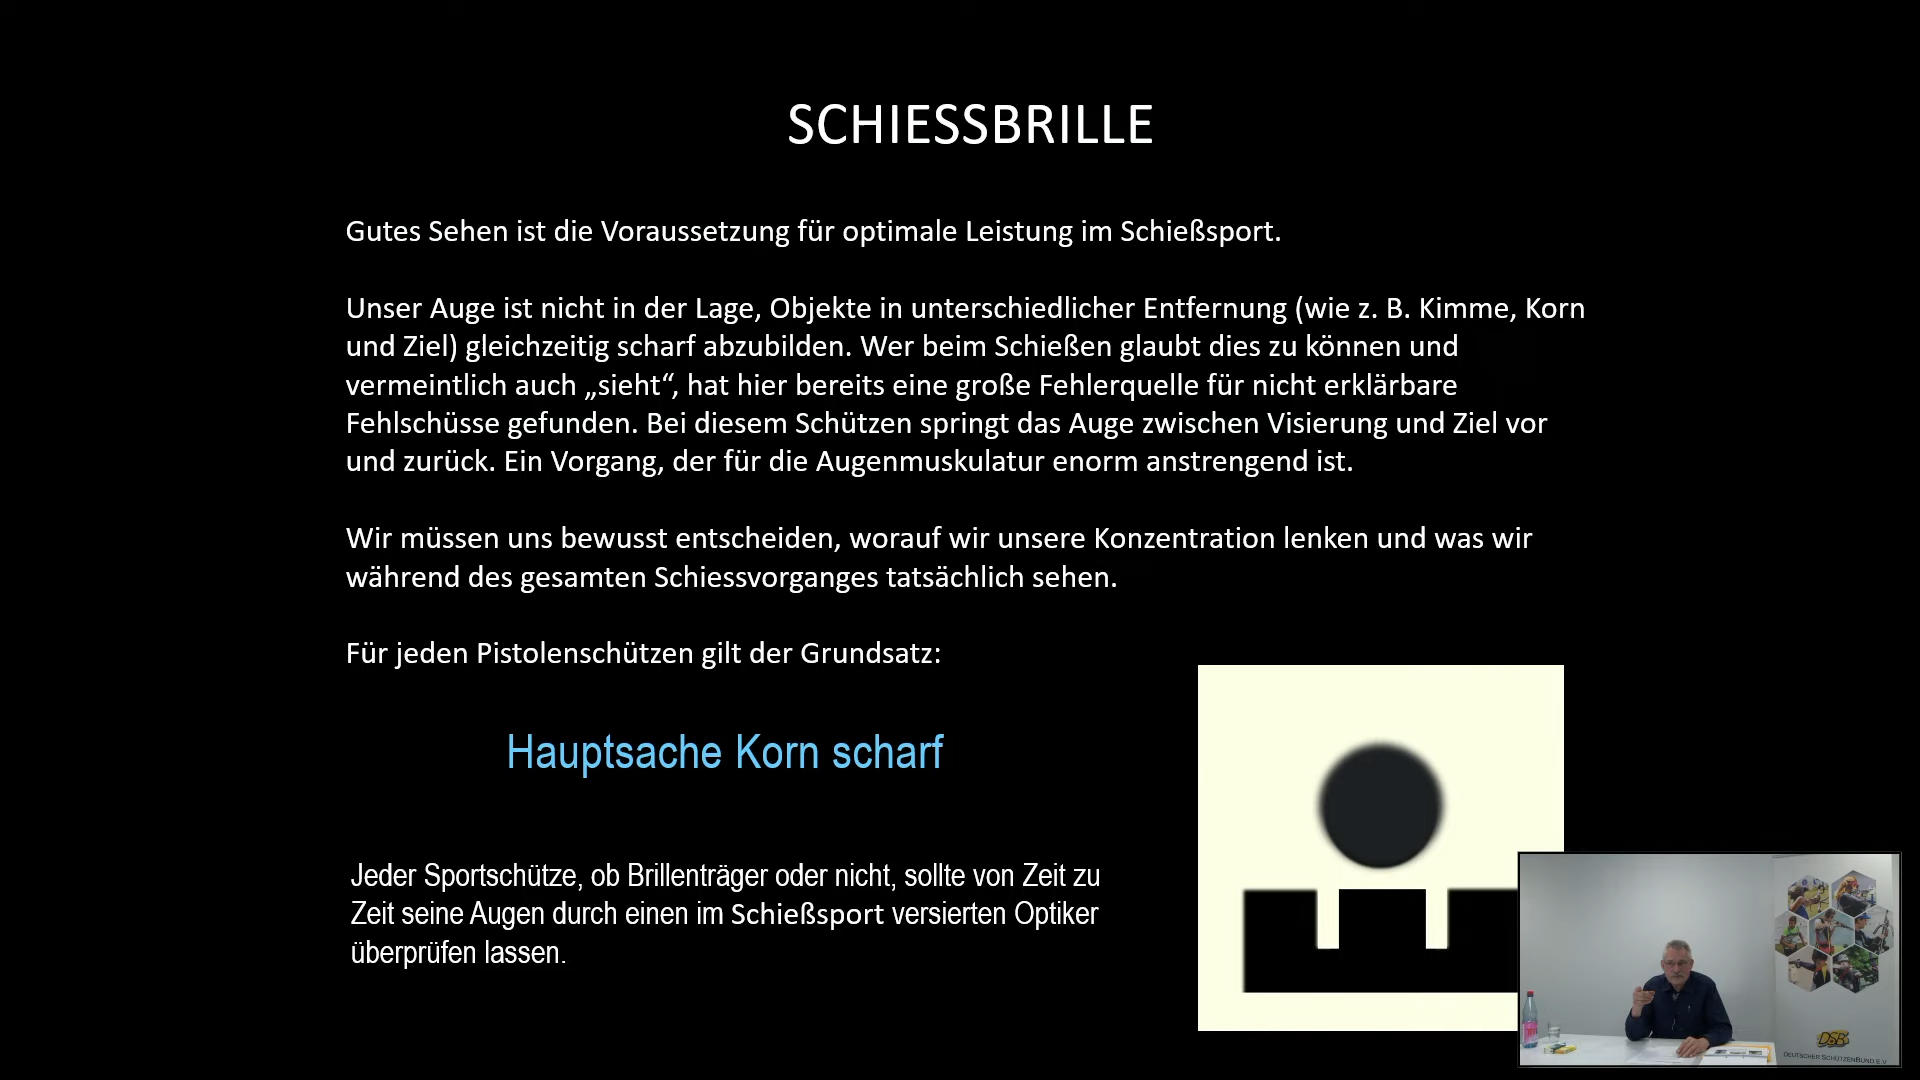 SCHIESSBRILLE
Gutes Sehen ist die Voraussetzung für optimale Leistung im Schießsport.
Unser Auge ist nicht in der Lage, Objekte in unterschiedlicher Entfernung (wie z. B. Kimme, Korn
und Ziel) gleichzeitig scharf abzubilden. Wer beim Schießen glaubt dies zu können und
vermeintlich auch „sieht“, hat hier bereits eine große Fehlerquelle für nicht erklärbare
Fehlschüsse gefunden. Bei diesem Schützen springt das Auge zwischen Visierung und Ziel vor
und zurück. Ein Vorgang, der für die Augenmuskulatur enorm anstrengend ist.
Wir müssen uns bewusst entscheiden, worauf wir unsere Konzentration lenken und was wir
während des gesamten Schiessvorganges tatsächlich sehen.
Für jeden Pistolenschützen gilt der Grundsatz:
Hauptsache Korn scharf
Jeder Sportschütze, ob Brillenträger oder nicht, sollte von Zeit zu
Zeit seine Augen durch einen im Schießsport versierten Optiker
überprüfen lassen.
DSB
DEUTSCHER SCHÜTZENBUND E.V.